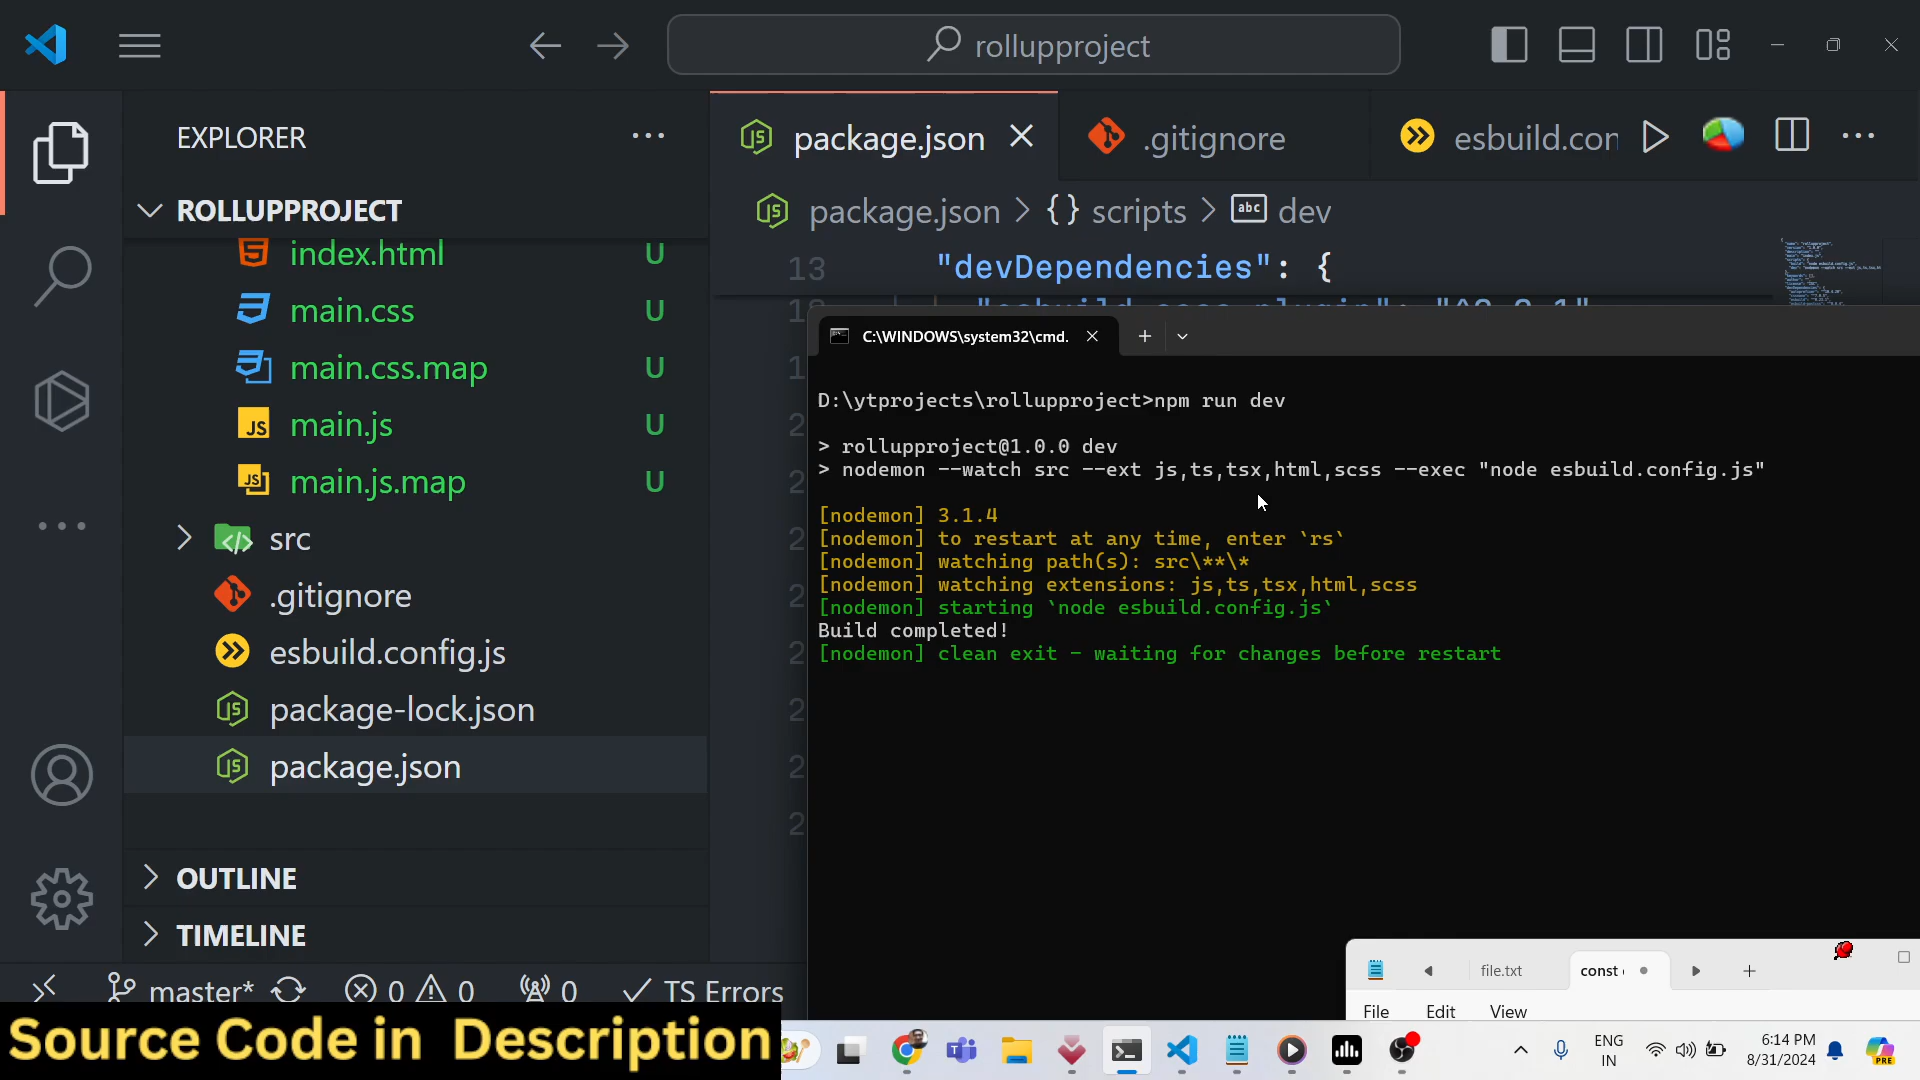 rollupproject
EXPLORER
package.json
.gitignore
esbuild.con
ROLLUPPROJECT
package.json > {} scripts > abc dev
index.html U
main.css U
main.css.map U
main.js U
main.js.map U
src
.gitignore
esbuild.config.js
package-lock.json
package.json
OUTLINE
TIMELINE
13 "devDependencies": {
C:\WINDOWS\system32\cmd.
D:\ytprojects\rollupproject>npm run dev
> rollupproject@1.0.0 dev
> nodemon --watch src --ext js,ts,tsx,html,scss --exec "node esbuild.config.js"
[nodemon] 3.1.4
[nodemon] to restart at any time, enter `rs`
[nodemon] watching path(s): src\**\*
[nodemon] watching extensions: js,ts,tsx,html,scss
[nodemon] starting `node esbuild.config.js`
Build completed!
[nodemon] clean exit - waiting for changes before restart
file.txt
const
File Edit View
master* 0 0 0 TS Errors
Source Code in Description
ENG
IN
6:14 PM
8/31/2024
PRE